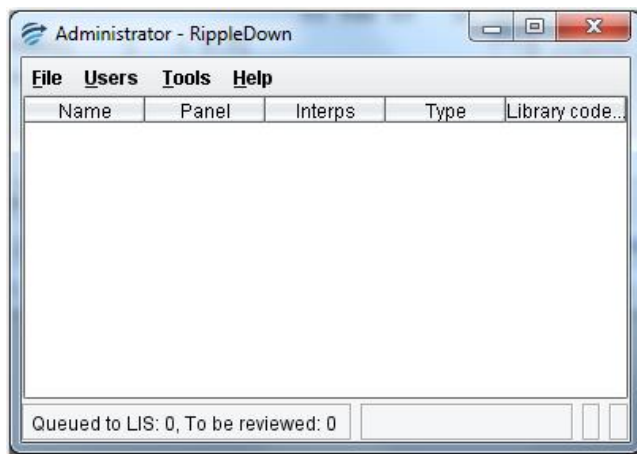 Administrator - RippleDown
File Users Tools Help
Name Panel Interps Type Library code...
Queued to LIS: 0, To be reviewed: 0